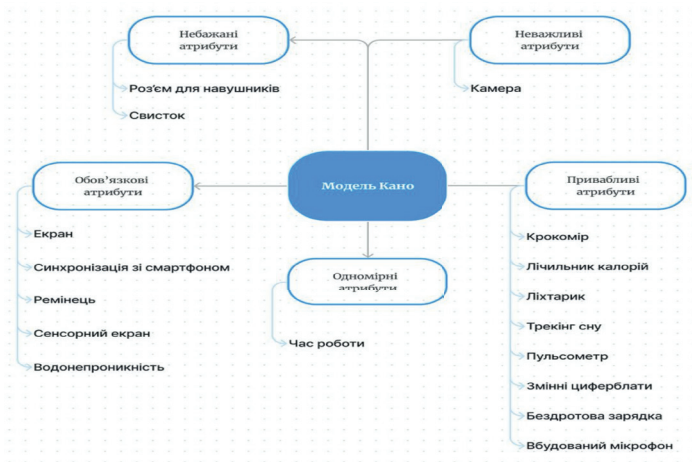 Небажані
атрибути
Неважливі
атрибути
Роз'єм для навушників
Свисток
Камера
Обов'язкові
атрибути
Модель Кано
Привабливі
атрибути
Екран
Синхронізація зі смартфоном
Ремінець
Сенсорний екран
Водонепроникність
Одномірні
атрибути
Час роботи
Крокомір
Лічильник калорій
Ліхтарик
Трекінг сну
Пульсометр
Змінні циферблати
Бездротова зарядка
Вбудований мікрофон